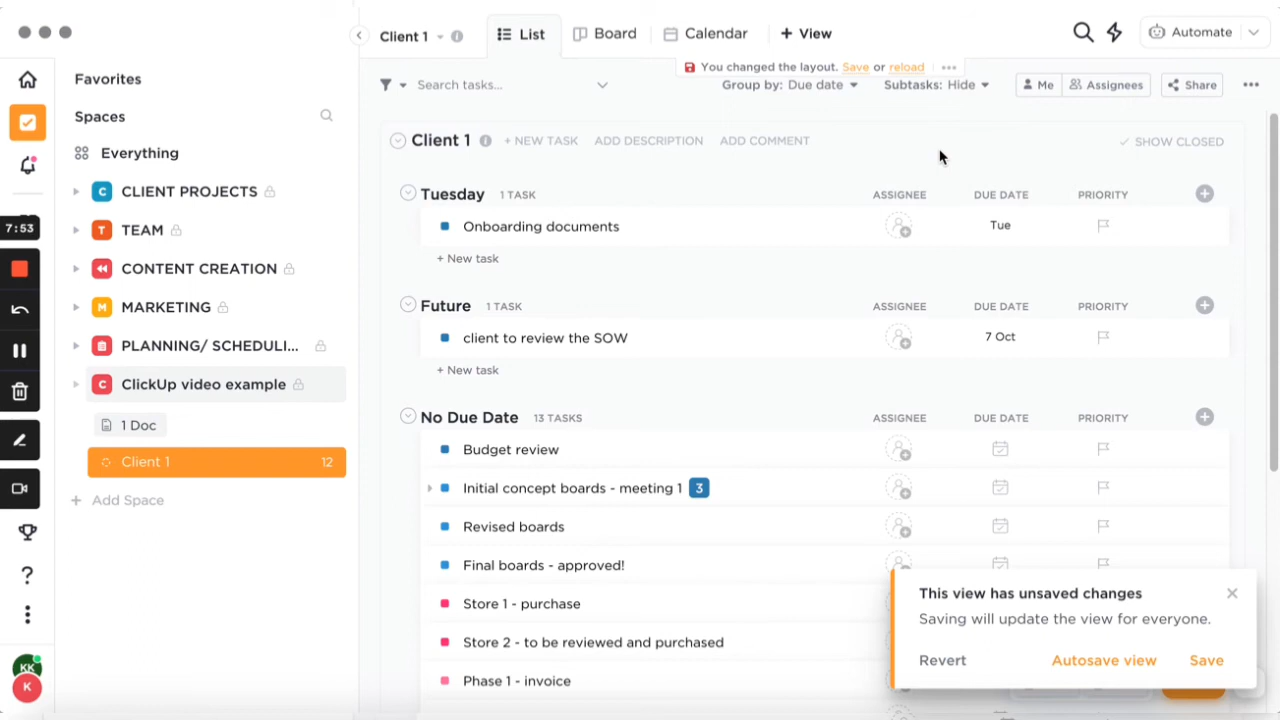 Client 1
List
Board
Calendar
+ View
Automate
You changed the layout. Save or reload
Search tasks...
Group by: Due date
Subtasks: Hide
Me
Assignees
Share
Favorites
Spaces
Everything
C CLIENT PROJECTS
T TEAM
CONTENT CREATION
M MARKETING
PLANNING/ SCHEDULI...
C ClickUp video example
1 Doc
Client 1 12
+ Add Space
7:53
?
KK
K
Client 1 + NEW TASK ADD DESCRIPTION ADD COMMENT SHOW CLOSED
Tuesday 1 TASK ASSIGNEE DUE DATE PRIORITY
Onboarding documents Tue
+ New task
Future 1 TASK ASSIGNEE DUE DATE PRIORITY
client to review the SOW 7 Oct
+ New task
No Due Date 13 TASKS ASSIGNEE DUE DATE PRIORITY
Budget review
Initial concept boards - meeting 1 3
Revised boards
Final boards - approved!
Store 1 - purchase
Store 2 - to be reviewed and purchased
Phase 1 - invoice
This view has unsaved changes
Saving will update the view for everyone.
Revert Autosave view Save